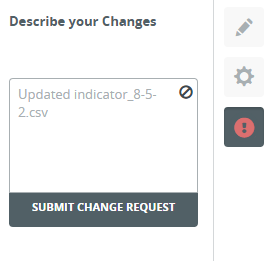 Describe your Changes
Updated indicator_8-5-
2.csv
SUBMIT CHANGE REQUEST